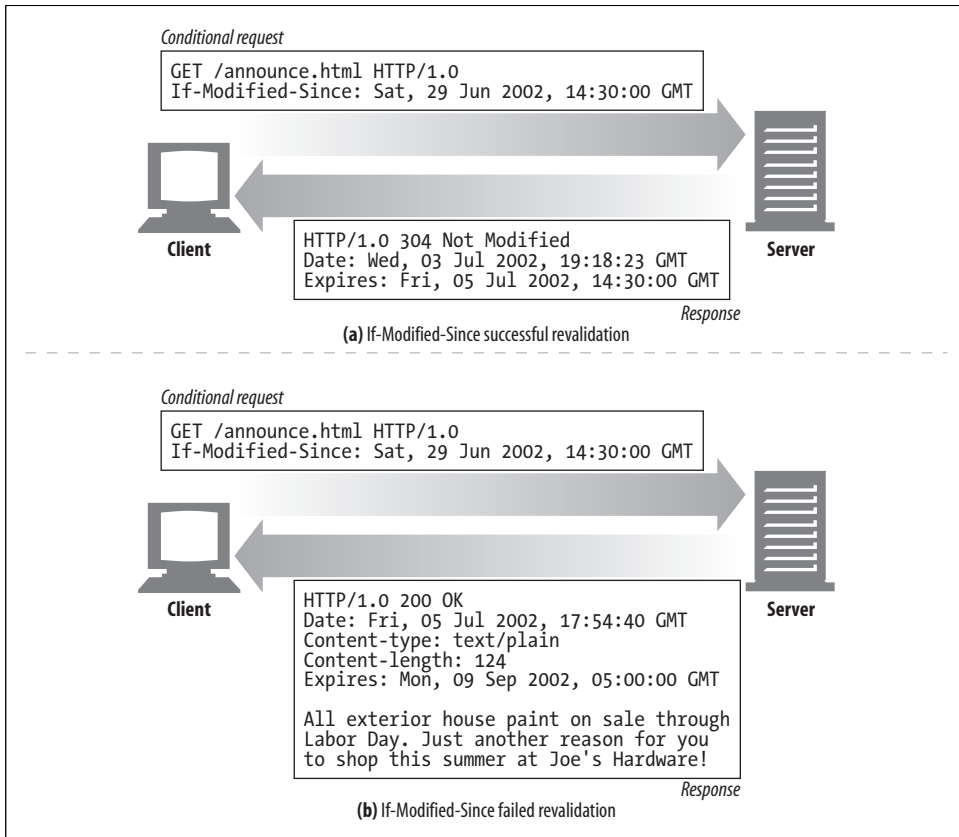 Conditional request
GET /announce.html HTTP/1.0
If-Modified-Since: Sat, 29 Jun 2002, 14:30:00 GMT
Client
Server
HTTP/1.0 304 Not Modified
Date: Wed, 03 Jul 2002, 19:18:23 GMT
Expires: Fri, 05 Jul 2002, 14:30:00 GMT
Response
(a) If-Modified-Since successful revalidation
Conditional request
GET /announce.html HTTP/1.0
If-Modified-Since: Sat, 29 Jun 2002, 14:30:00 GMT
Client
Server
HTTP/1.0 200 OK
Date: Fri, 05 Jul 2002, 17:54:40 GMT
Content-type: text/plain
Content-length: 124
Expires: Mon, 09 Sep 2002, 05:00:00 GMT
All exterior house paint on sale through
Labor Day. Just another reason for you
to shop this summer at Joe's Hardware!
Response
(b) If-Modified-Since failed revalidation